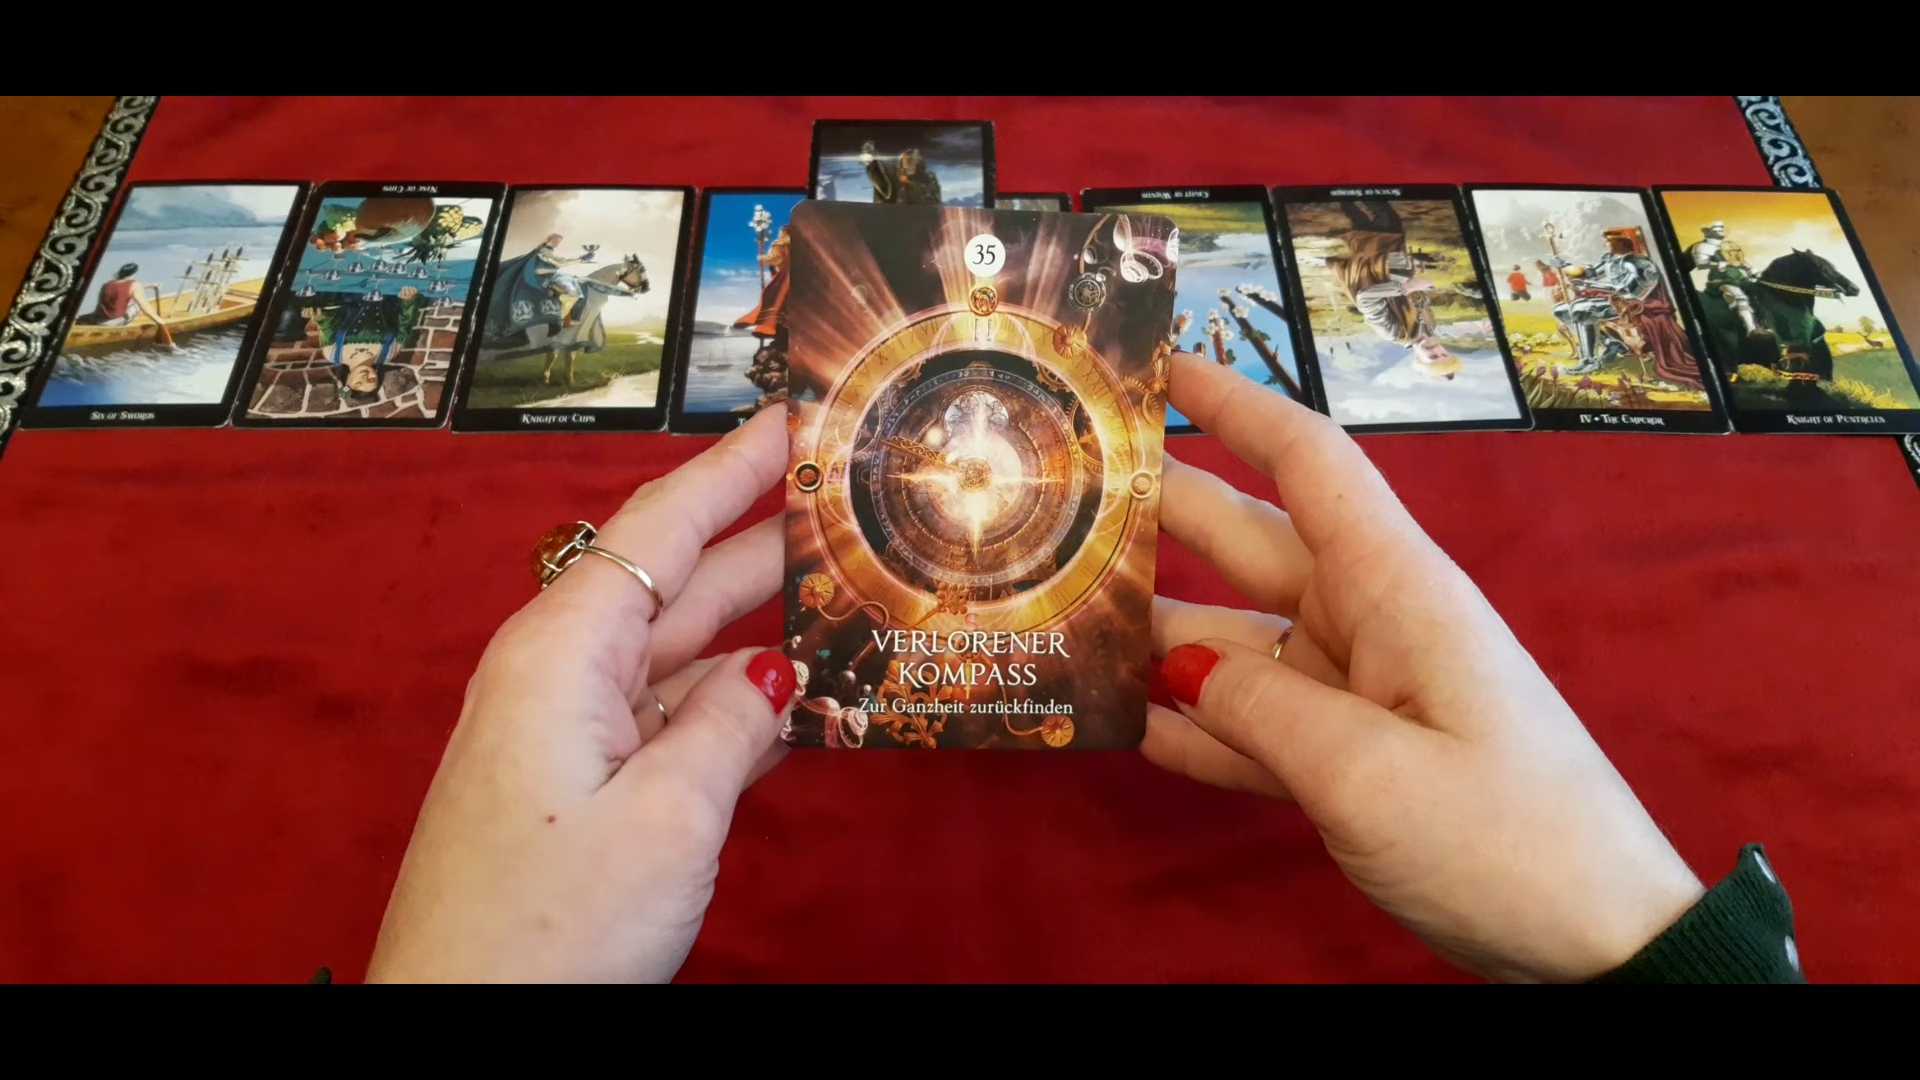 NINE OF CUPS
EIGHT OF WANDS
SEVEN OF SWORDS
SIX OF SWORDS
KNIGHT OF CUPS
IV • THE EMPEROR
KNIGHT OF PENTACLES
35
VERLORENER
KOMPASS
Zur Ganzheit zurückfinden